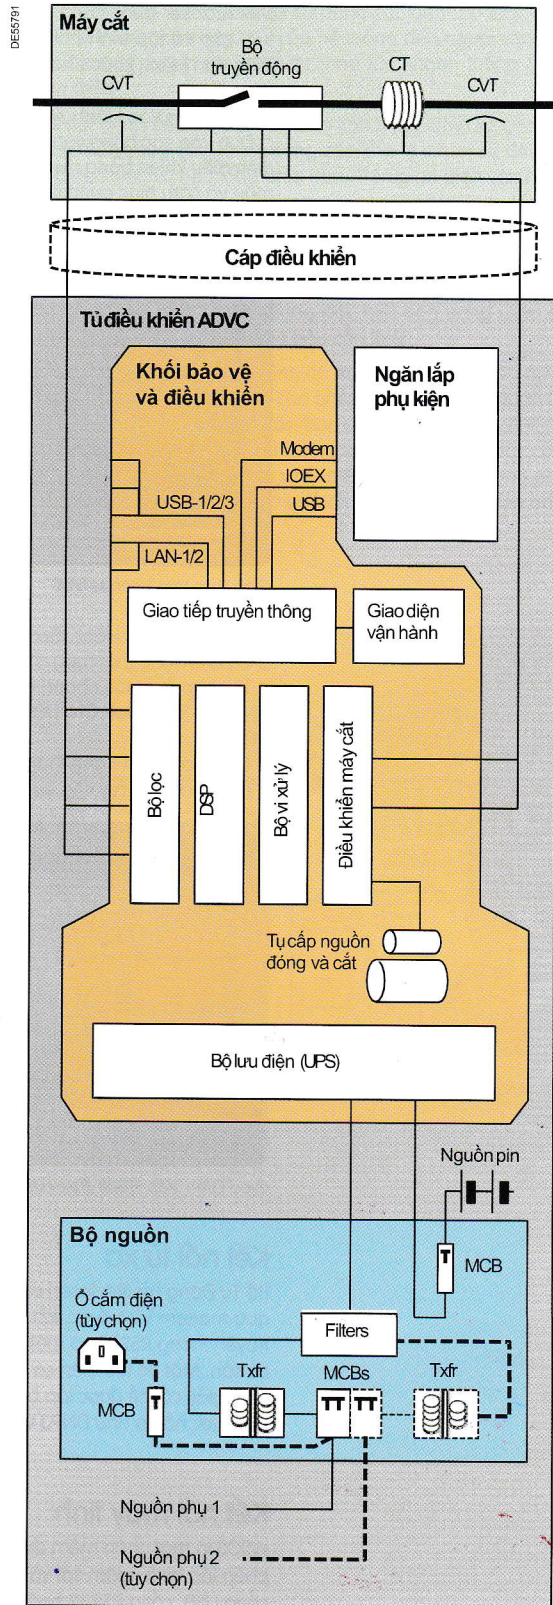 DE55791
Máy cắt
Bộ
truyền động
CT
CVT
CVT
Cáp điều khiển
Tủ điều khiển ADVC
Khối bảo vệ
và điều khiển
Ngăn lắp
phụ kiện
Modem
IOEX
USB-1/2/3
USB
LAN-1/2
Giao tiếp truyền thông
Giao diện
vận hành
Bộ lọc
DSP
Bộ vi xử lý
Điều khiển máy cắt
Tụ cấp nguồn
đóng và cắt
Bộ lưu điện (UPS)
Nguồn pin
Bộ nguồn
MCB
Ổ cắm điện
(tùy chọn)
Filters
Txfr
MCBs
Txfr
MCB
Nguồn phụ 1
Nguồn phụ 2
(tùy chọn)